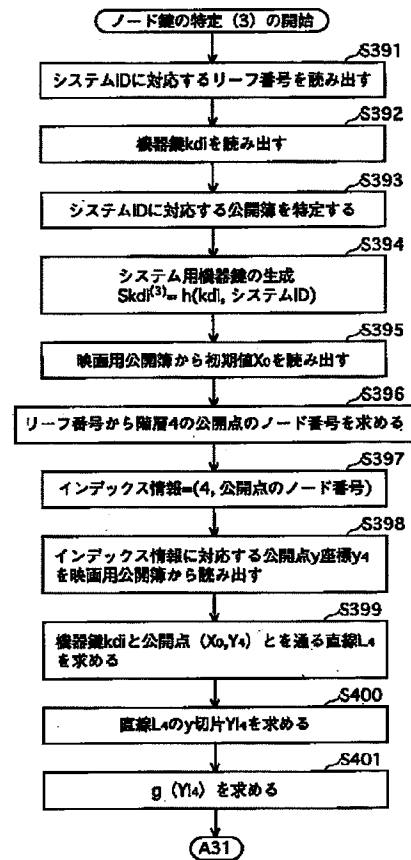 ノード鍵の特定（3）の開始
S391
システムIDに対応するリーフ番号を読み出す
S392
機器鍵kdiを読み出す
S393
システムIDに対応する公開簿を特定する
S394
システム用機器鍵の生成
Skdi(3)= h(kdi, システムID)
S395
映画用公開簿から初期値X0を読み出す
S396
リーフ番号から階層4の公開点のノード番号を求める
S397
インデックス情報=(4, 公開点のノード番号)
S398
インデックス情報に対応する公開点y座標y4
を映画用公開簿から読み出す
S399
機器鍵kdiと公開点（X0,Y4）とを通る直線L4
を求める
S400
直線L4のy切片Yl4を求める
S401
g（Yl4）を求める
A31